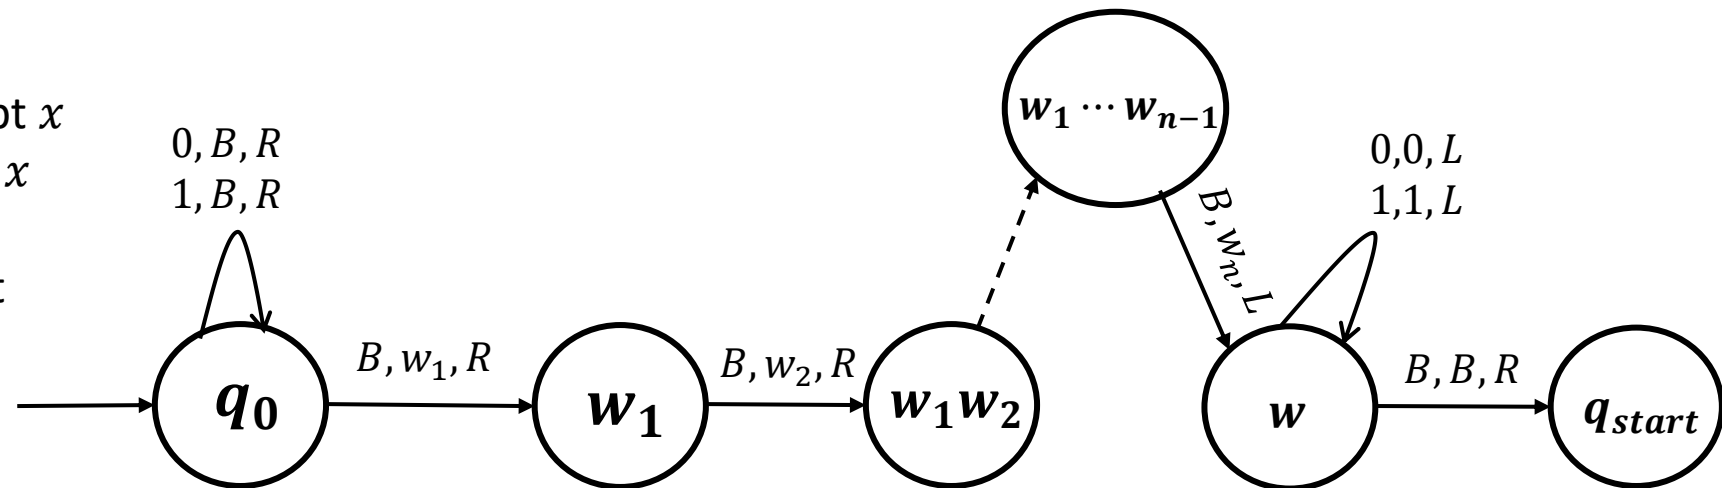 x
x
0, B, R
1, B, R
q₀
B, w₁, R
w₁
B, w₂, R
w₁w₂
w₁ ⋯ wₙ₋₁
B, wₙ, L
0,0, L
1,1, L
w
B, B, R
qₛₜₐᵣₜ